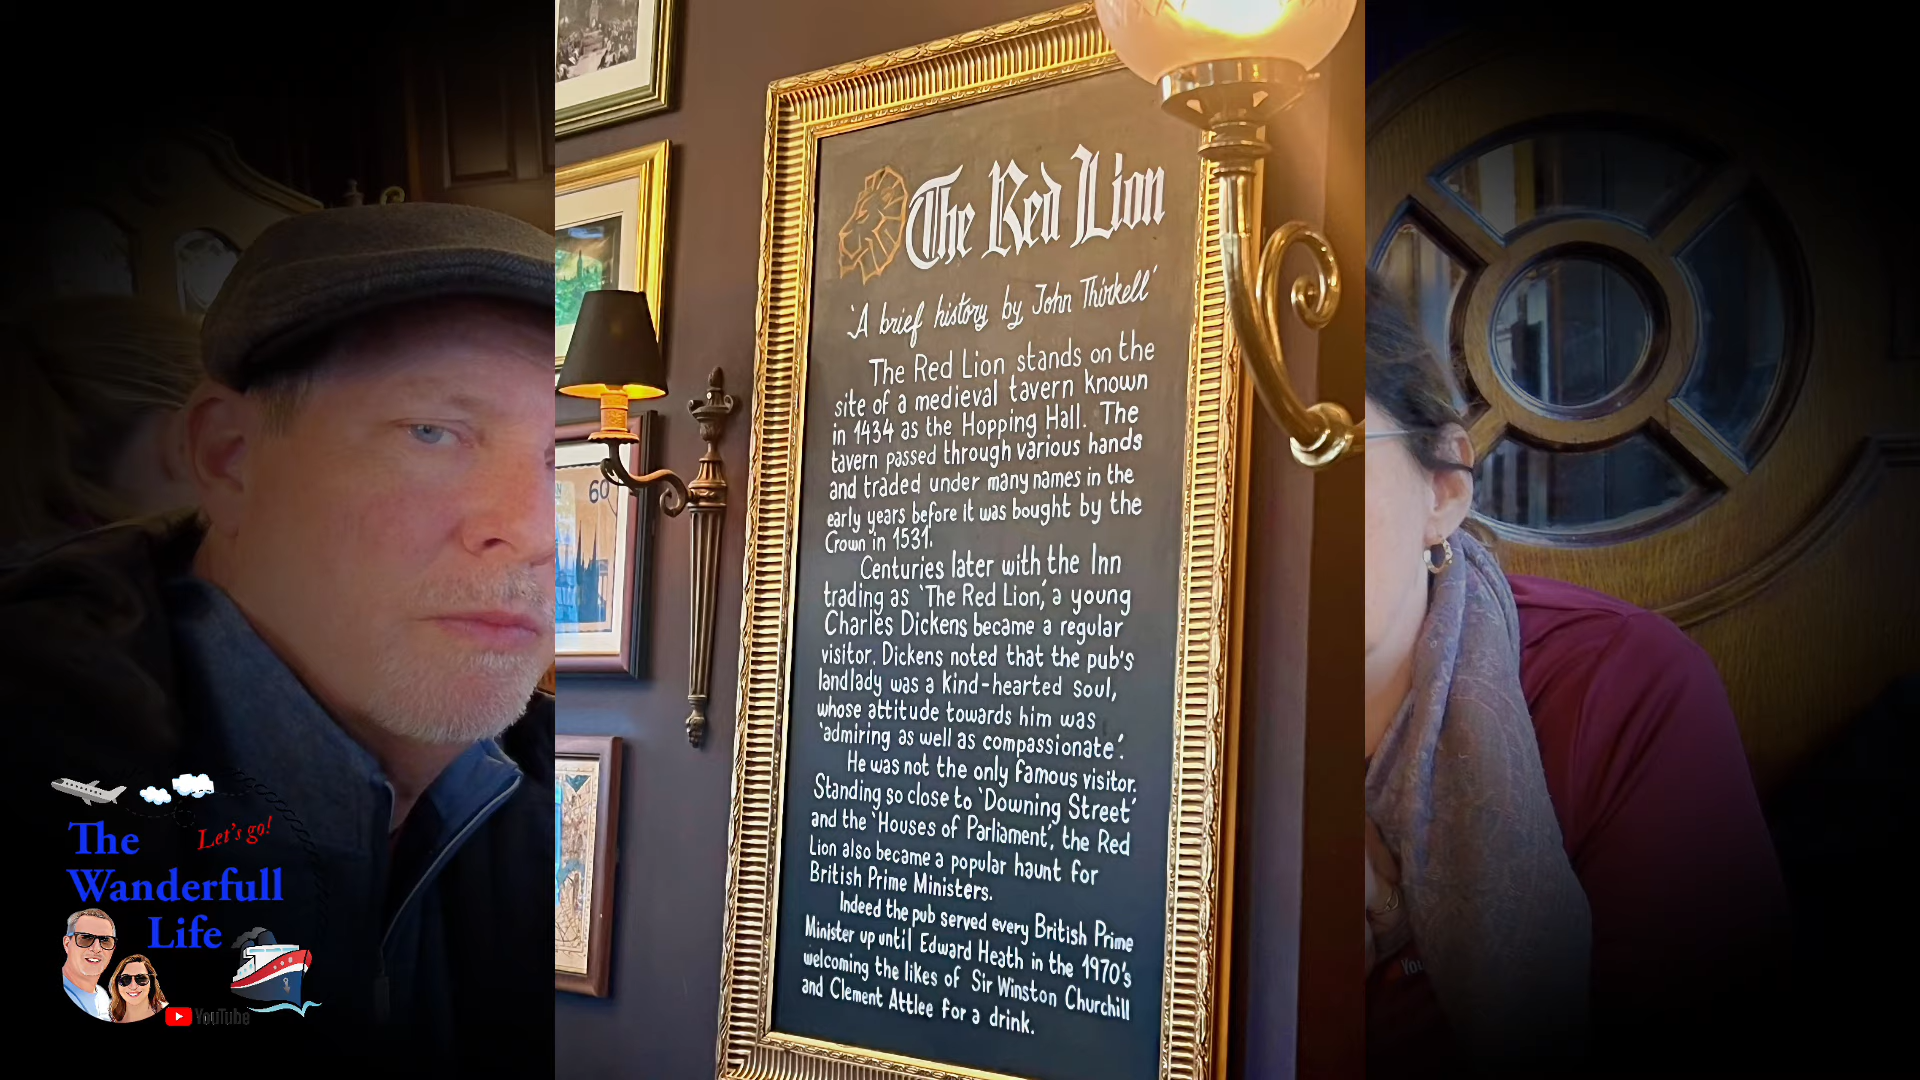 The Red Lion
'A brief history by John Thirkell'
The Red Lion stands on the
site of a medieval tavern known
in 1434 as the Hopping Hall. The
tavern passed through various hands
and traded under many names in the
early years before it was bought by the
Crown in 1531.
Centuries later with the Inn
trading as 'The Red Lion', a young
Charles Dickens became a regular
visitor. Dickens noted that the pub's
landlady was a kind-hearted soul,
whose attitude towards him was
'admiring as well as compassionate'.
He was not the only famous visitor.
Standing so close to 'Downing Street'
and the 'Houses of Parliament', the Red
Lion also became a popular haunt for
British Prime Ministers.
Indeed the pub served every British Prime
Minister up until Edward Heath in the 1970's
welcoming the likes of Sir Winston Churchill
and Clement Attlee for a drink.
60
The
Let's go!
Wanderfull
Life
YouTube
You